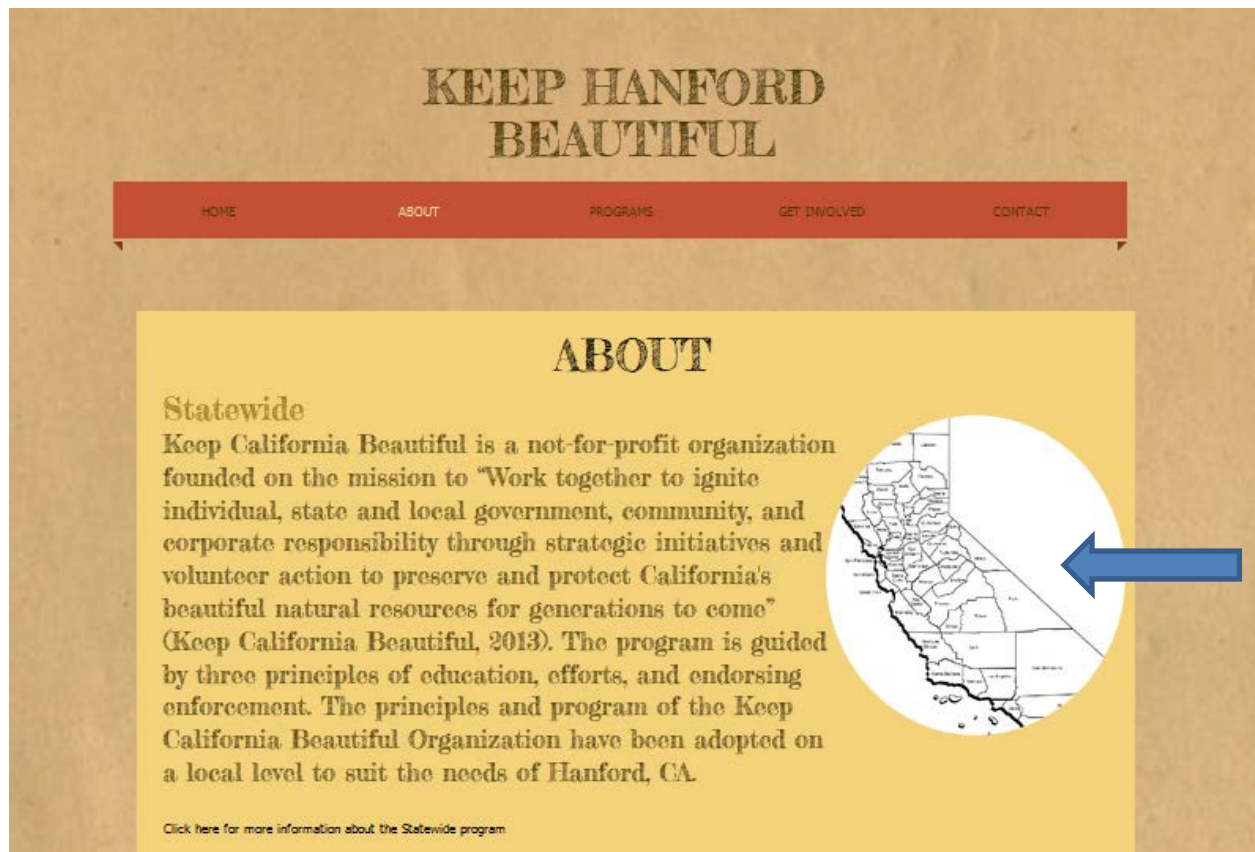 KEEP HANFORD
BEAUTIFUL
HOME ABOUT PROGRAMS GET INVOLVED CONTACT
ABOUT
Statewide
Keep California Beautiful is a not-for-profit organization
founded on the mission to “Work together to ignite
individual, state and local government, community, and
corporate responsibility through strategic initiatives and
volunteer action to preserve and protect California's
beautiful natural resources for generations to come”
(Keep California Beautiful, 2013). The program is guided
by three principles of education, efforts, and endorsing
enforcement. The principles and program of the Keep
California Beautiful Organization have been adopted on
a local level to suit the needs of Hanford, CA.
Click here for more information about the Statewide program